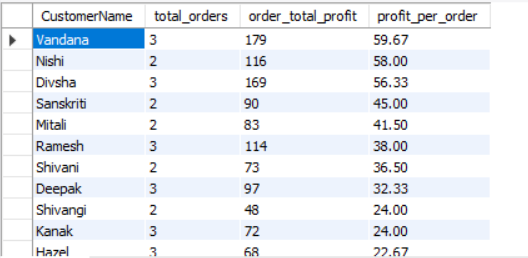 CustomerName total_orders order_total_profit profit_per_order
Vandana 3 179 59.67
Nishi 2 116 58.00
Divsha 3 169 56.33
Sanskriti 2 90 45.00
Mitali 2 83 41.50
Ramesh 3 114 38.00
Shivani 2 73 36.50
Deepak 3 97 32.33
Shivangi 2 48 24.00
Kanak 3 72 24.00
Hazel 3 68 22.67